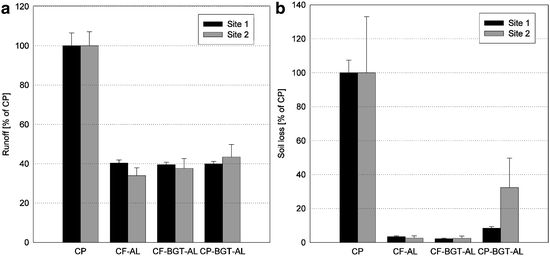 a
Runoff [% of CP]
120
100
80
60
40
20
0
Site 1
Site 2
CP
CF-AL
CF-BGT-AL
CP-BGT-AL
b
Soil loss [% of CP]
140
120
100
80
60
40
20
0
Site 1
Site 2
CP
CF-AL
CF-BGT-AL
CP-BGT-AL